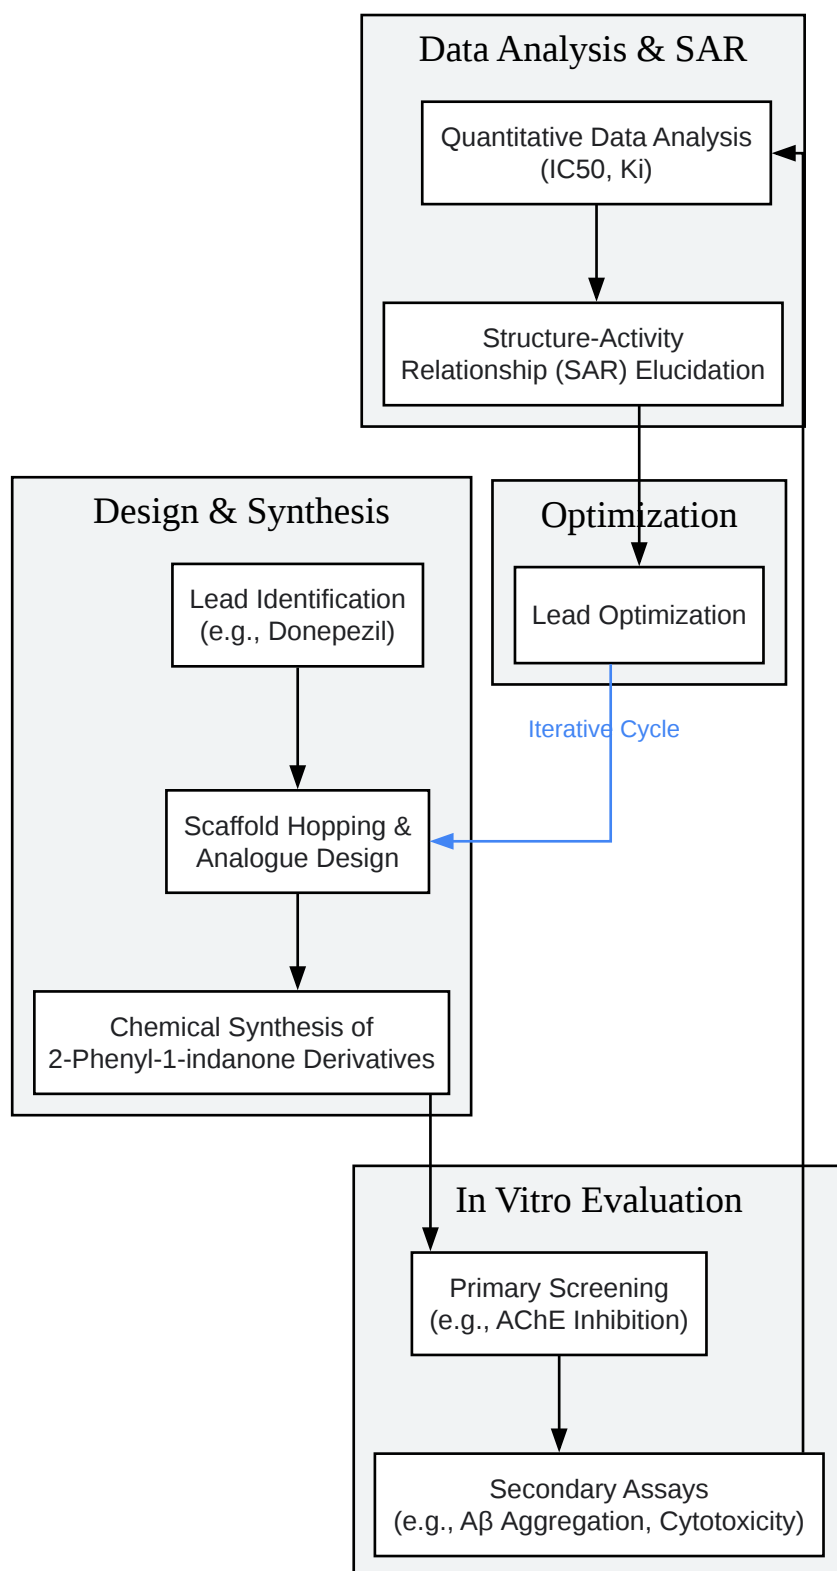 Data Analysis & SAR
Quantitative Data Analysis
(IC50, Ki)
Structure-Activity
Relationship (SAR) Elucidation
Design & Synthesis
Optimization
Lead Identification
(e.g., Donepezil)
Lead Optimization
Iterative Cycle
Scaffold Hopping &
Analogue Design
Chemical Synthesis of
2-Phenyl-1-indanone Derivatives
In Vitro Evaluation
Primary Screening
(e.g., AChE Inhibition)
Secondary Assays
(e.g., Aβ Aggregation, Cytotoxicity)